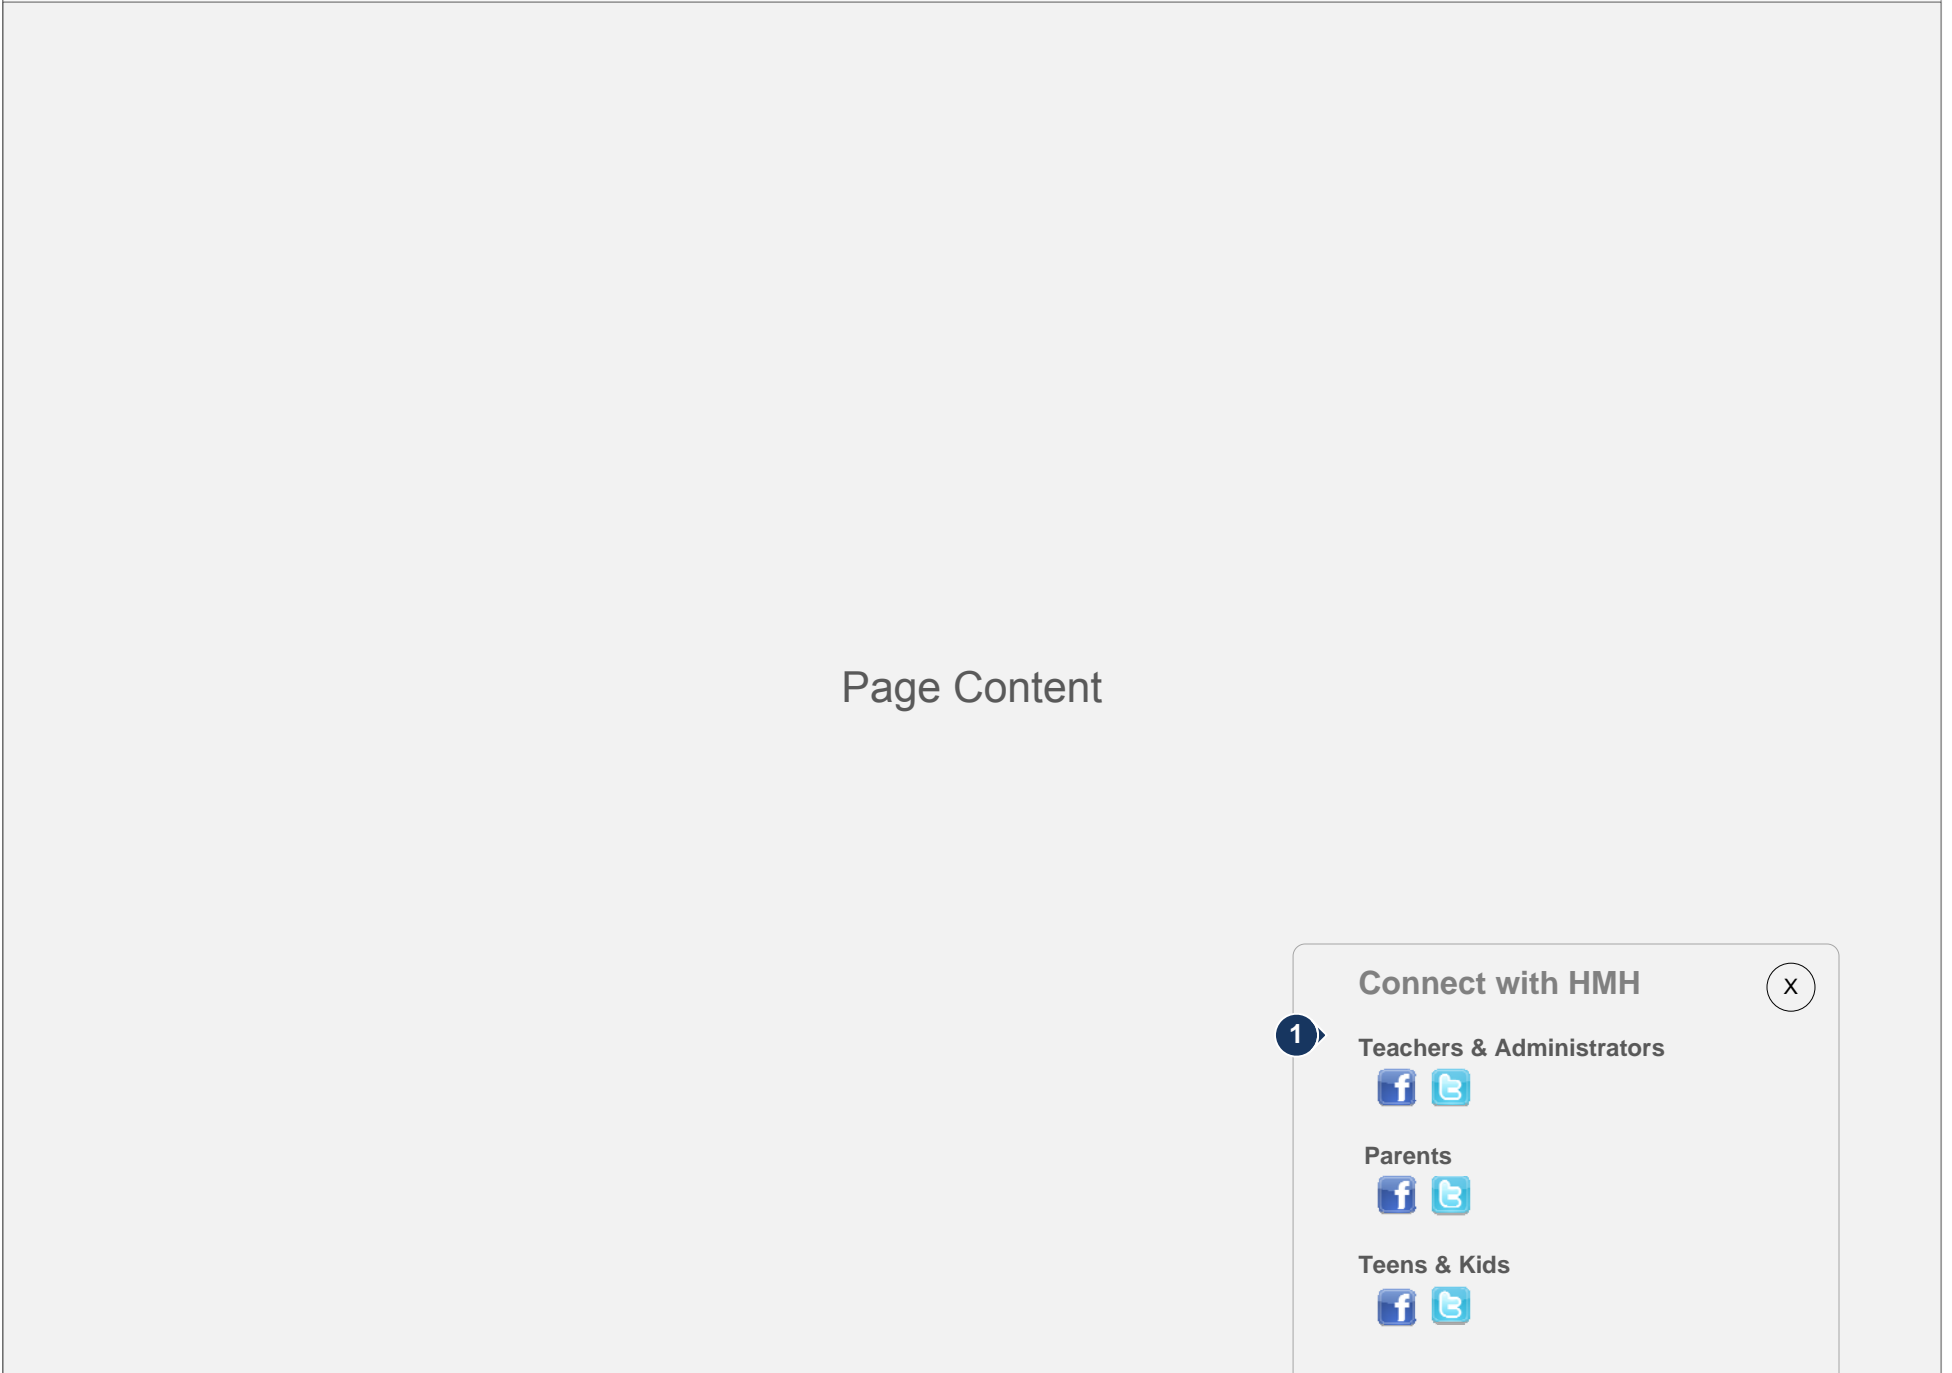 Page Content
Connect with HMH
X
1
Teachers & Administrators
f t
Parents
f t
Teens & Kids
f t